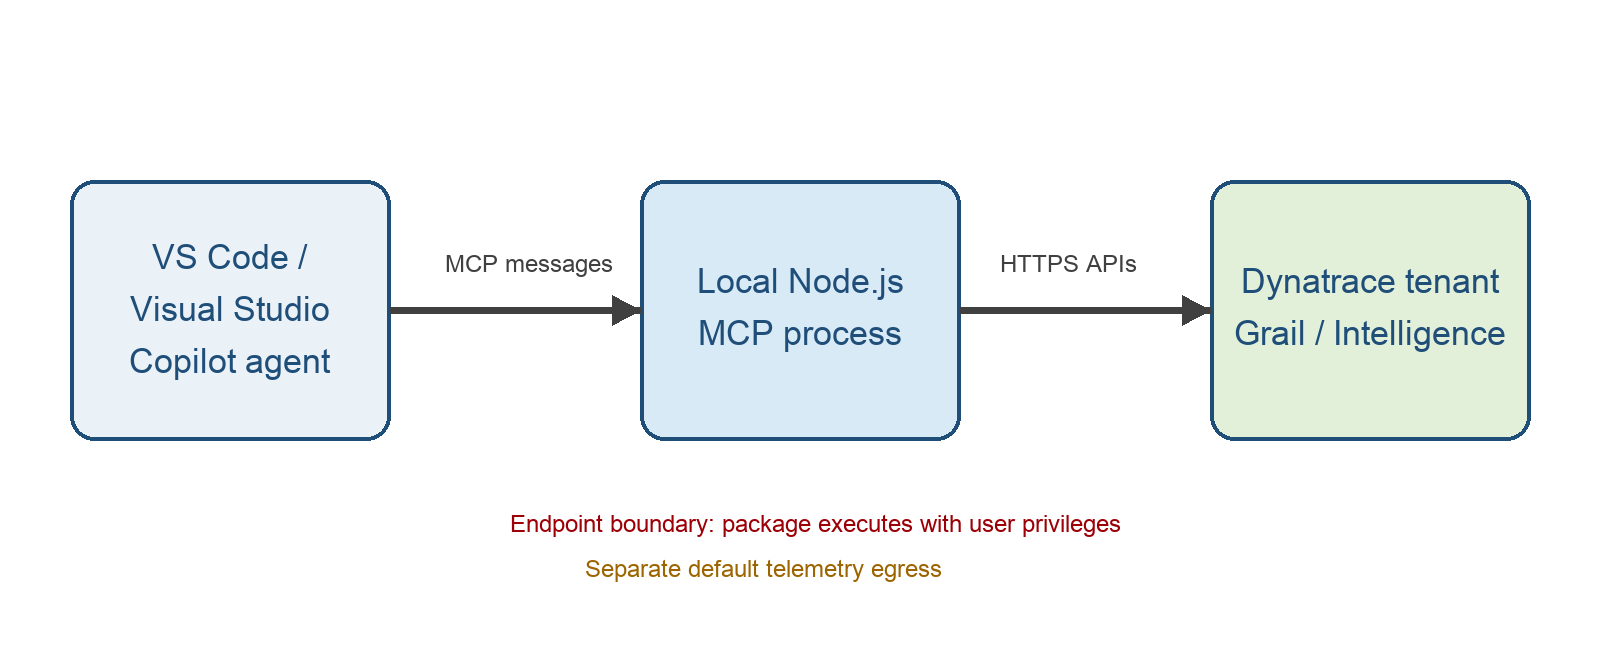 VS Code /
Visual Studio
Copilot agent
MCP messages
Local Node.js
MCP process
HTTPS APIs
Dynatrace tenant
Grail / Intelligence
Endpoint boundary: package executes with user privileges
Separate default telemetry egress